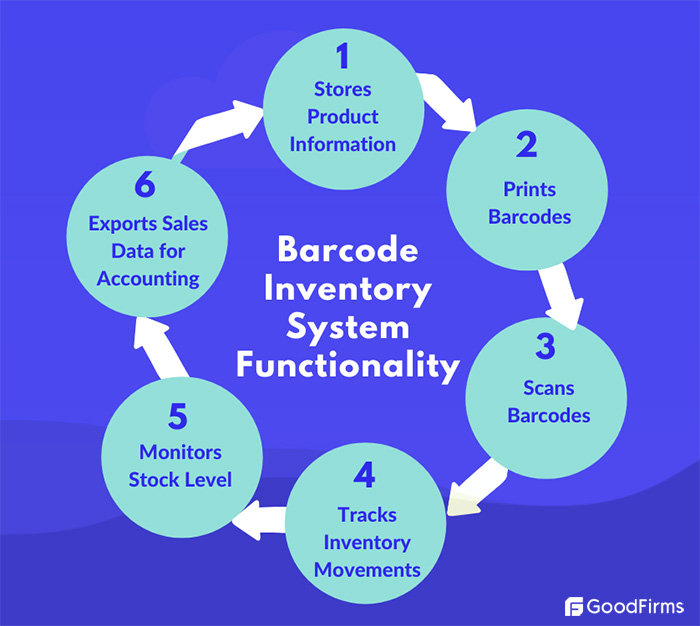 1
Stores
Product
Information
2
Prints
Barcodes
3
Scans
Barcodes
4
Tracks
Inventory
Movements
5
Monitors
Stock Level
6
Exports Sales
Data for
Accounting
Barcode
Inventory
System
Functionality
GoodFirms